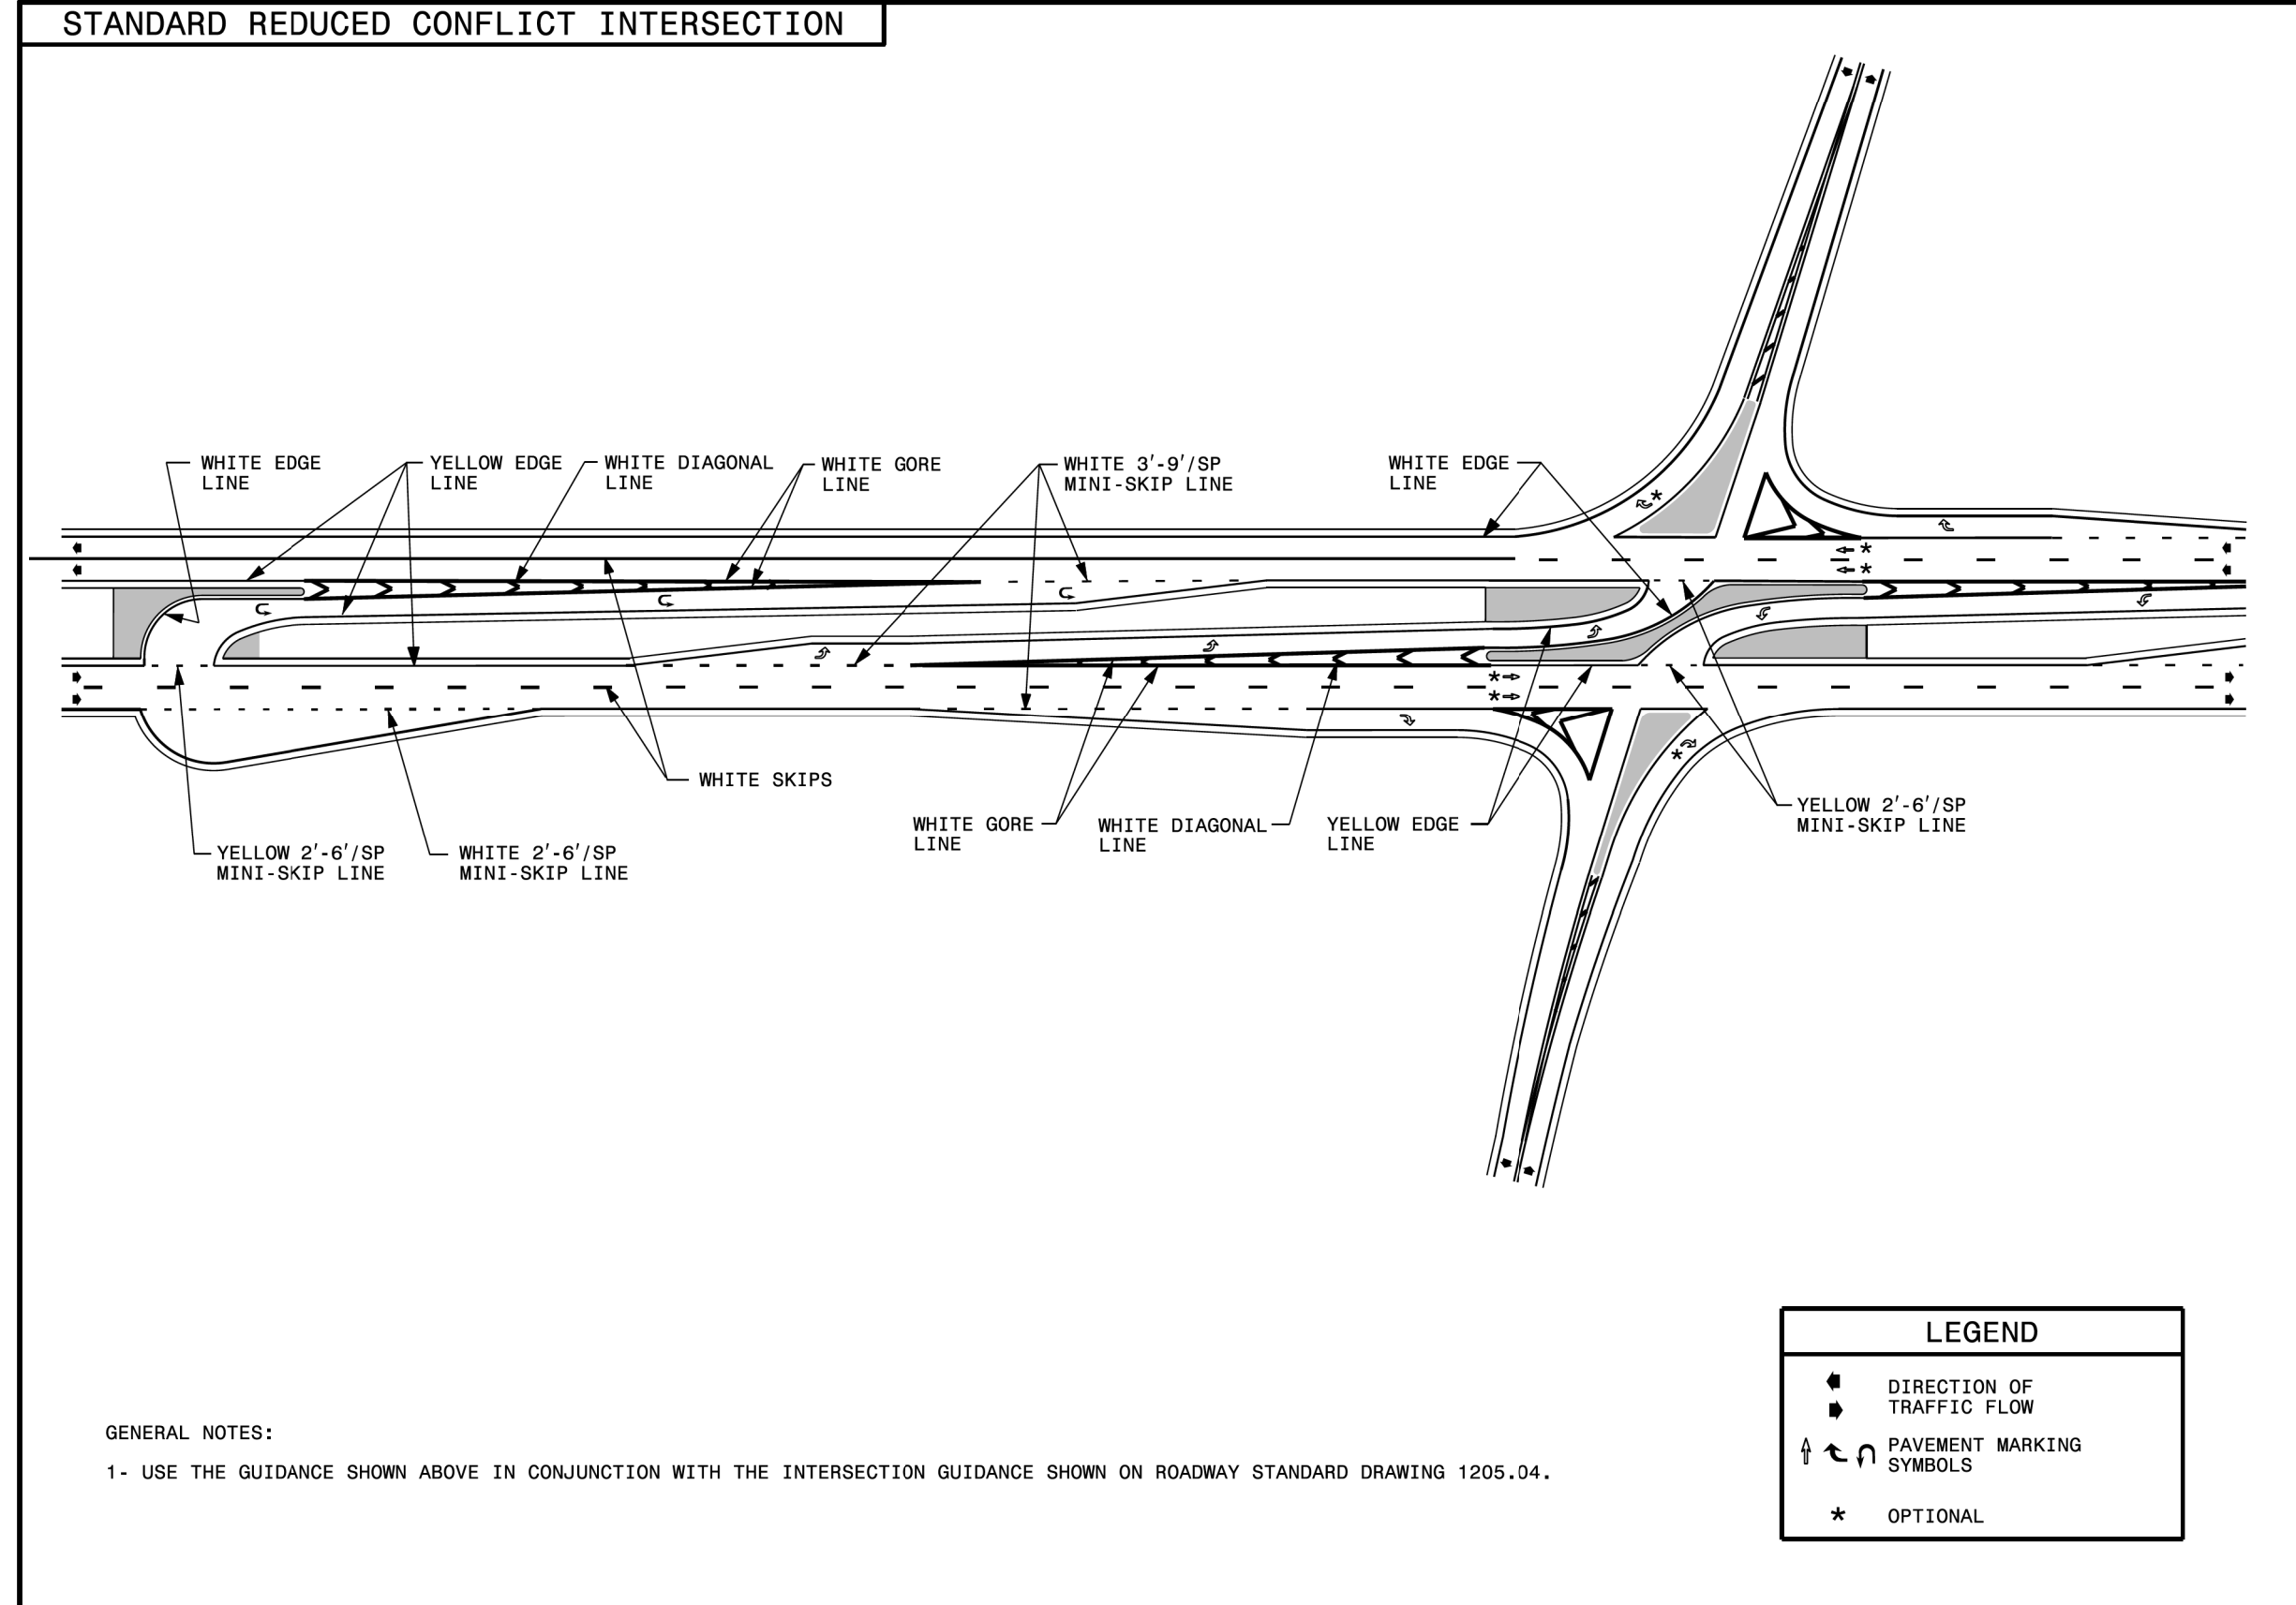 STANDARD REDUCED CONFLICT INTERSECTION
WHITE EDGE
LINE
YELLOW EDGE
LINE
WHITE DIAGONAL
LINE
WHITE GORE
LINE
WHITE 3'-9'/SP
MINI-SKIP LINE
WHITE EDGE
LINE
*
*
*
*
*
*
WHITE SKIPS
YELLOW 2'-6'/SP
MINI-SKIP LINE
WHITE 2'-6'/SP
MINI-SKIP LINE
WHITE GORE
LINE
WHITE DIAGONAL
LINE
YELLOW EDGE
LINE
YELLOW 2'-6'/SP
MINI-SKIP LINE
LEGEND
DIRECTION OF
TRAFFIC FLOW
PAVEMENT MARKING
SYMBOLS
* OPTIONAL
GENERAL NOTES:
1- USE THE GUIDANCE SHOWN ABOVE IN CONJUNCTION WITH THE INTERSECTION GUIDANCE SHOWN ON ROADWAY STANDARD DRAWING 1205.04.